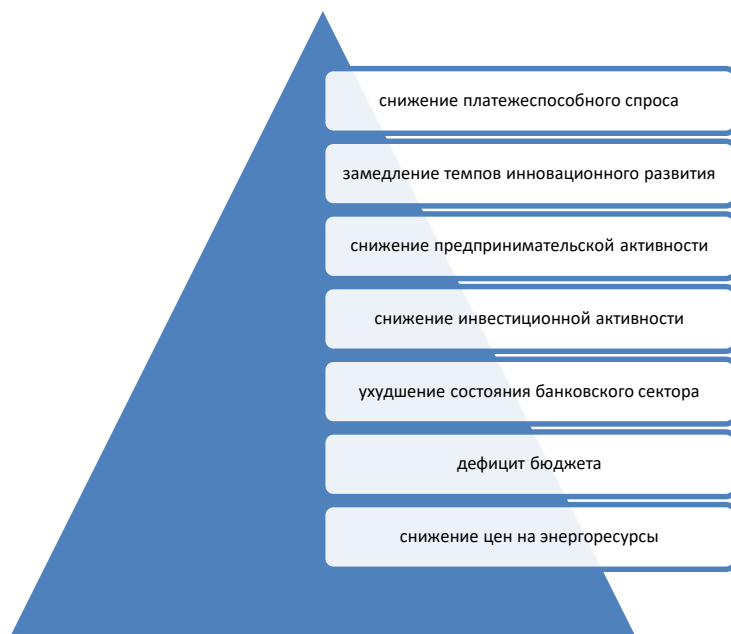 снижение платежеспособного спроса
замедление темпов инновационного развития
снижение предпринимательской активности
снижение инвестиционной активности
ухудшение состояния банковского сектора
дефицит бюджета
снижение цен на энергоресурсы